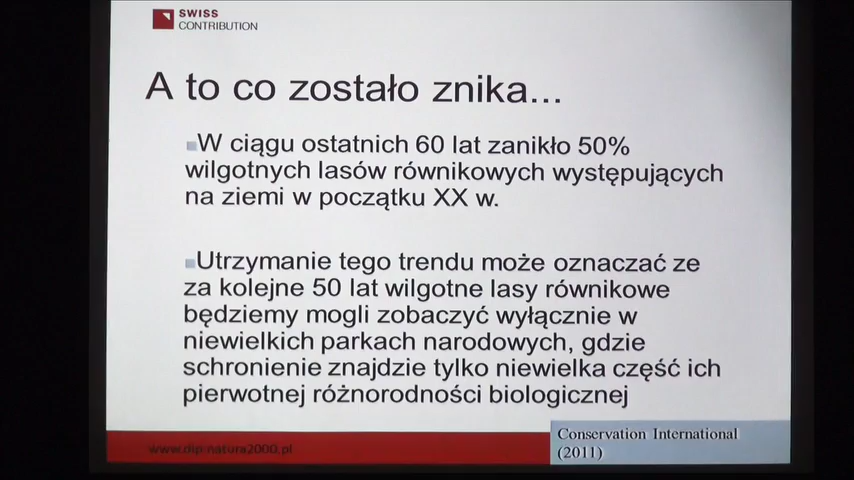 SWISS
CONTRIBUTION
A to co zostało znika...
W ciągu ostatnich 60 lat zanikło 50%
wilgotnych lasów równikowych występujących
na ziemi w początku XX w.
Utrzymanie tego trendu może oznaczać ze
za kolejne 50 lat wilgotne lasy równikowe
będziemy mogli zobaczyć wyłącznie w
niewielkich parkach narodowych, gdzie
schronienie znajdzie tylko niewielka część ich
pierwotnej różnorodności biologicznej
www.dlp.natura2000.pl
Conservation International
(2011)